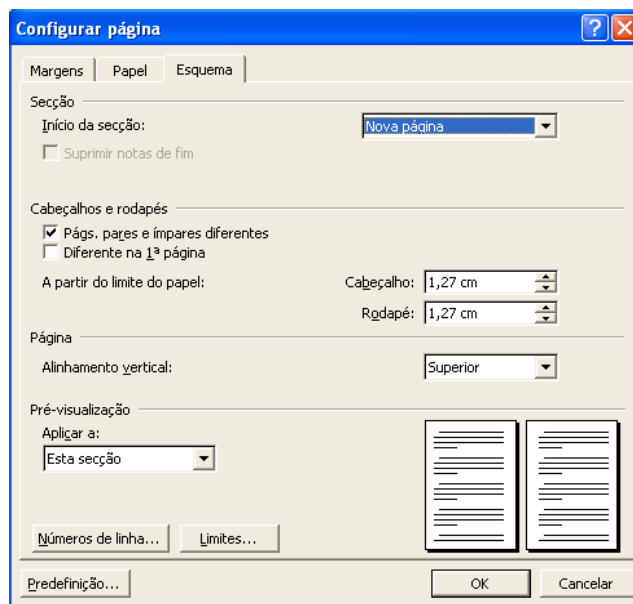 Configurar página
Margens Papel Esquema
Secção
Início da secção: Nova página
Suprimir notas de fim
Cabeçalhos e rodapés
Págs. pares e ímpares diferentes
Diferente na 1ª página
A partir do limite do papel: Cabeçalho: 1,27 cm
Rodapé: 1,27 cm
Página
Alinhamento vertical: Superior
Pré-visualização
Aplicar a:
Esta secção
Números de linha... Limites...
Predefinição... OK Cancelar